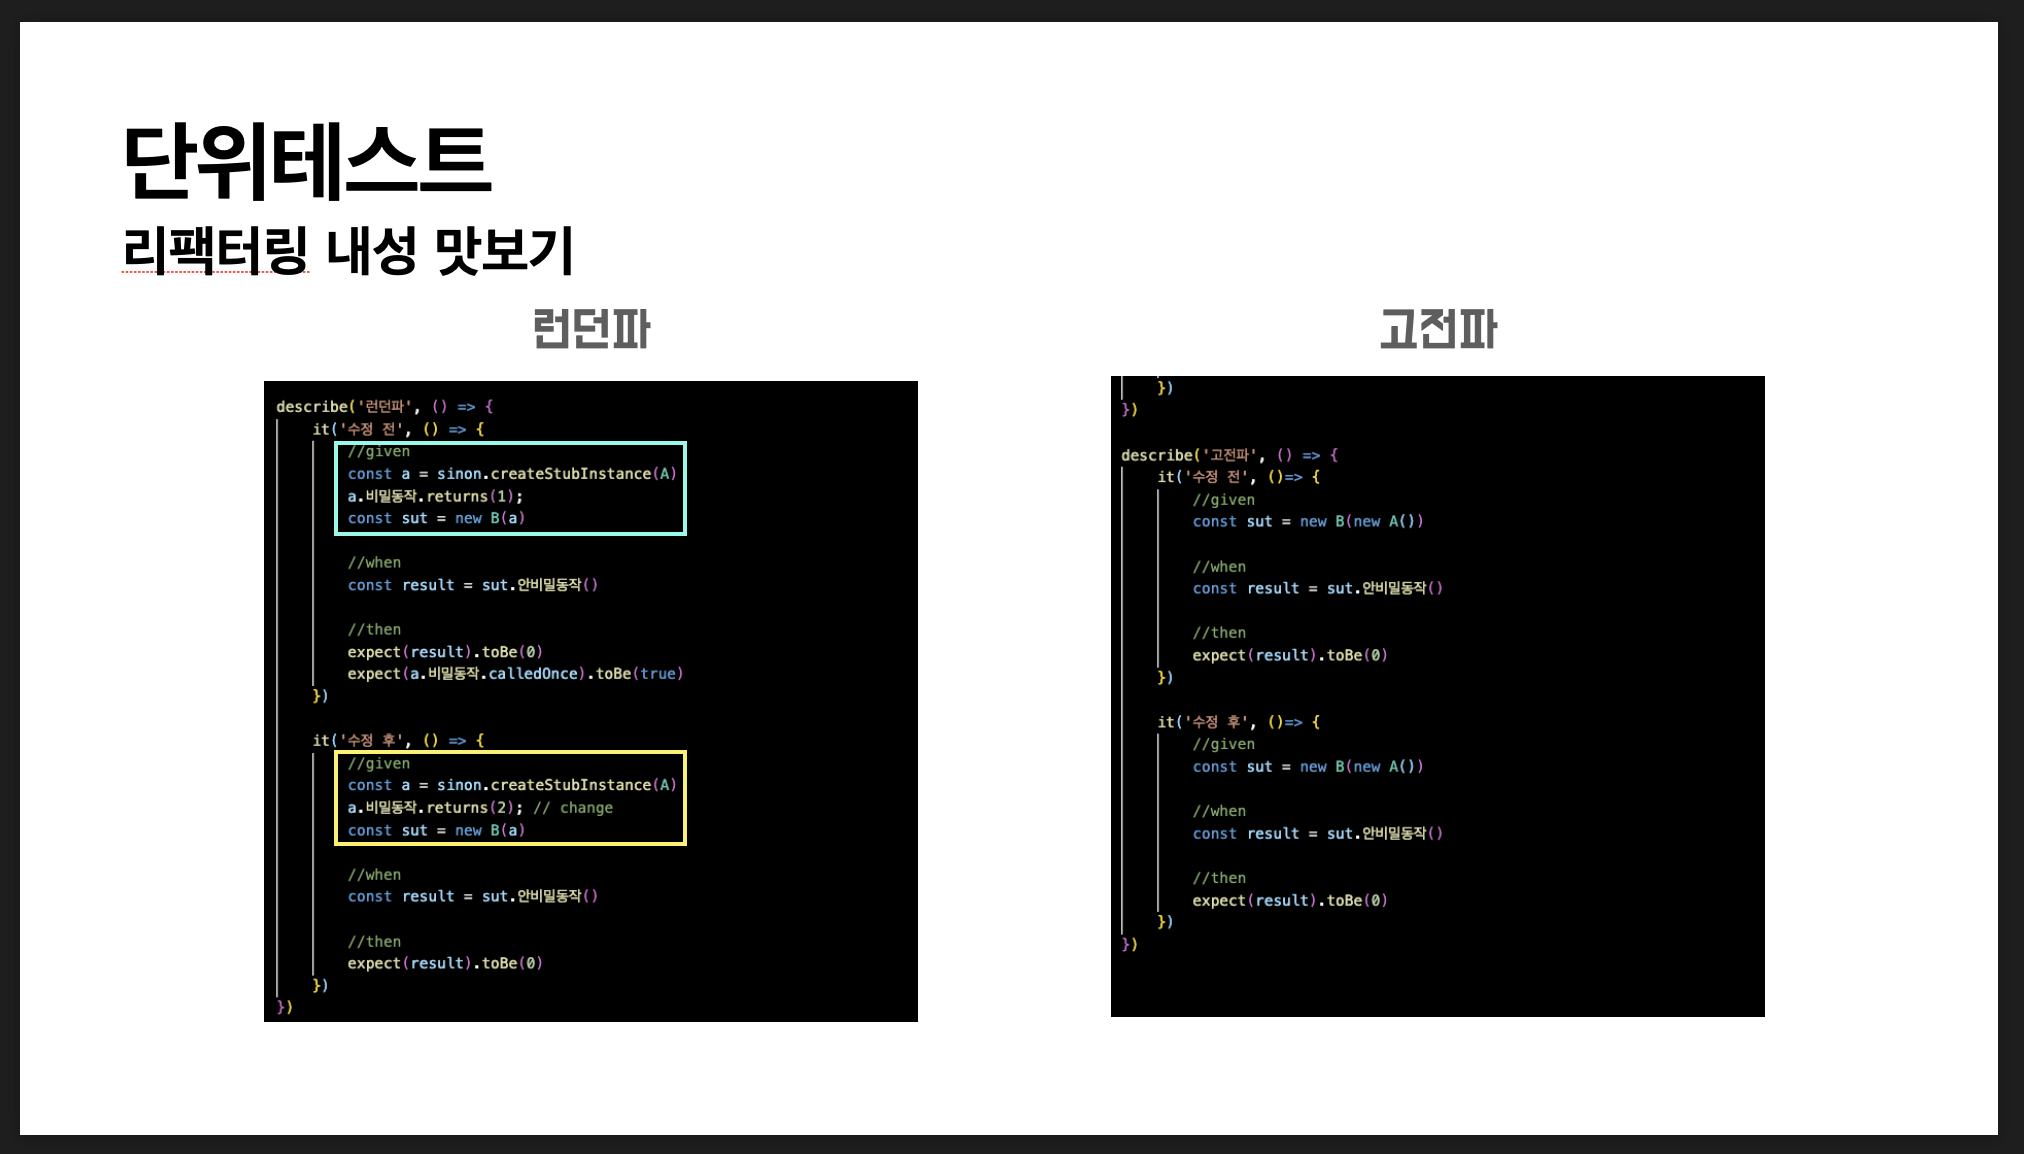 단위테스트
리팩터링 내성 맛보기
런던파
describe('런던파', () => {
it('수정 전', () => {
//given
const a = sinon.createStubInstance(A)
a.비밀동작.returns(1);
const sut = new B(a)
//when
const result = sut.안비밀동작()
//then
expect(result).toBe(0)
expect(a.비밀동작.calledOnce).toBe(true)
})
it('수정 후', () => {
//given
const a = sinon.createStubInstance(A)
a.비밀동작.returns(2); // change
const sut = new B(a)
//when
const result = sut.안비밀동작()
//then
expect(result).toBe(0)
})
})
고전파
})
})
describe('고전파', () => {
it('수정 전', ()=> {
//given
const sut = new B(new A())
//when
const result = sut.안비밀동작()
//then
expect(result).toBe(0)
})
it('수정 후', ()=> {
//given
const sut = new B(new A())
//when
const result = sut.안비밀동작()
//then
expect(result).toBe(0)
})
})